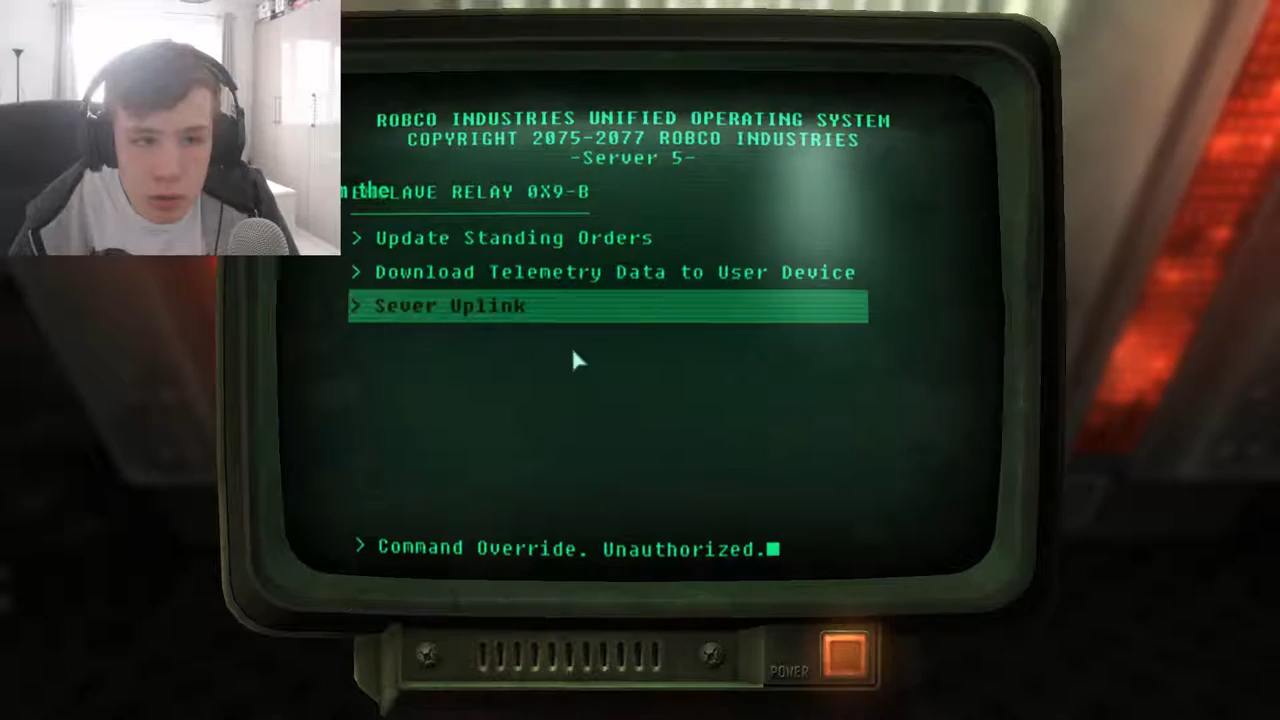 ROBCO INDUSTRIES UNIFIED OPERATING SYSTEM
COPYRIGHT 2075-2077 ROBCO INDUSTRIES
-Server 5-
the
RELAY 0X9-B
> Update Standing Orders
> Download Telemetry Data to User Device
> Sever Uplink
> Command Override. Unauthorized.
POWER